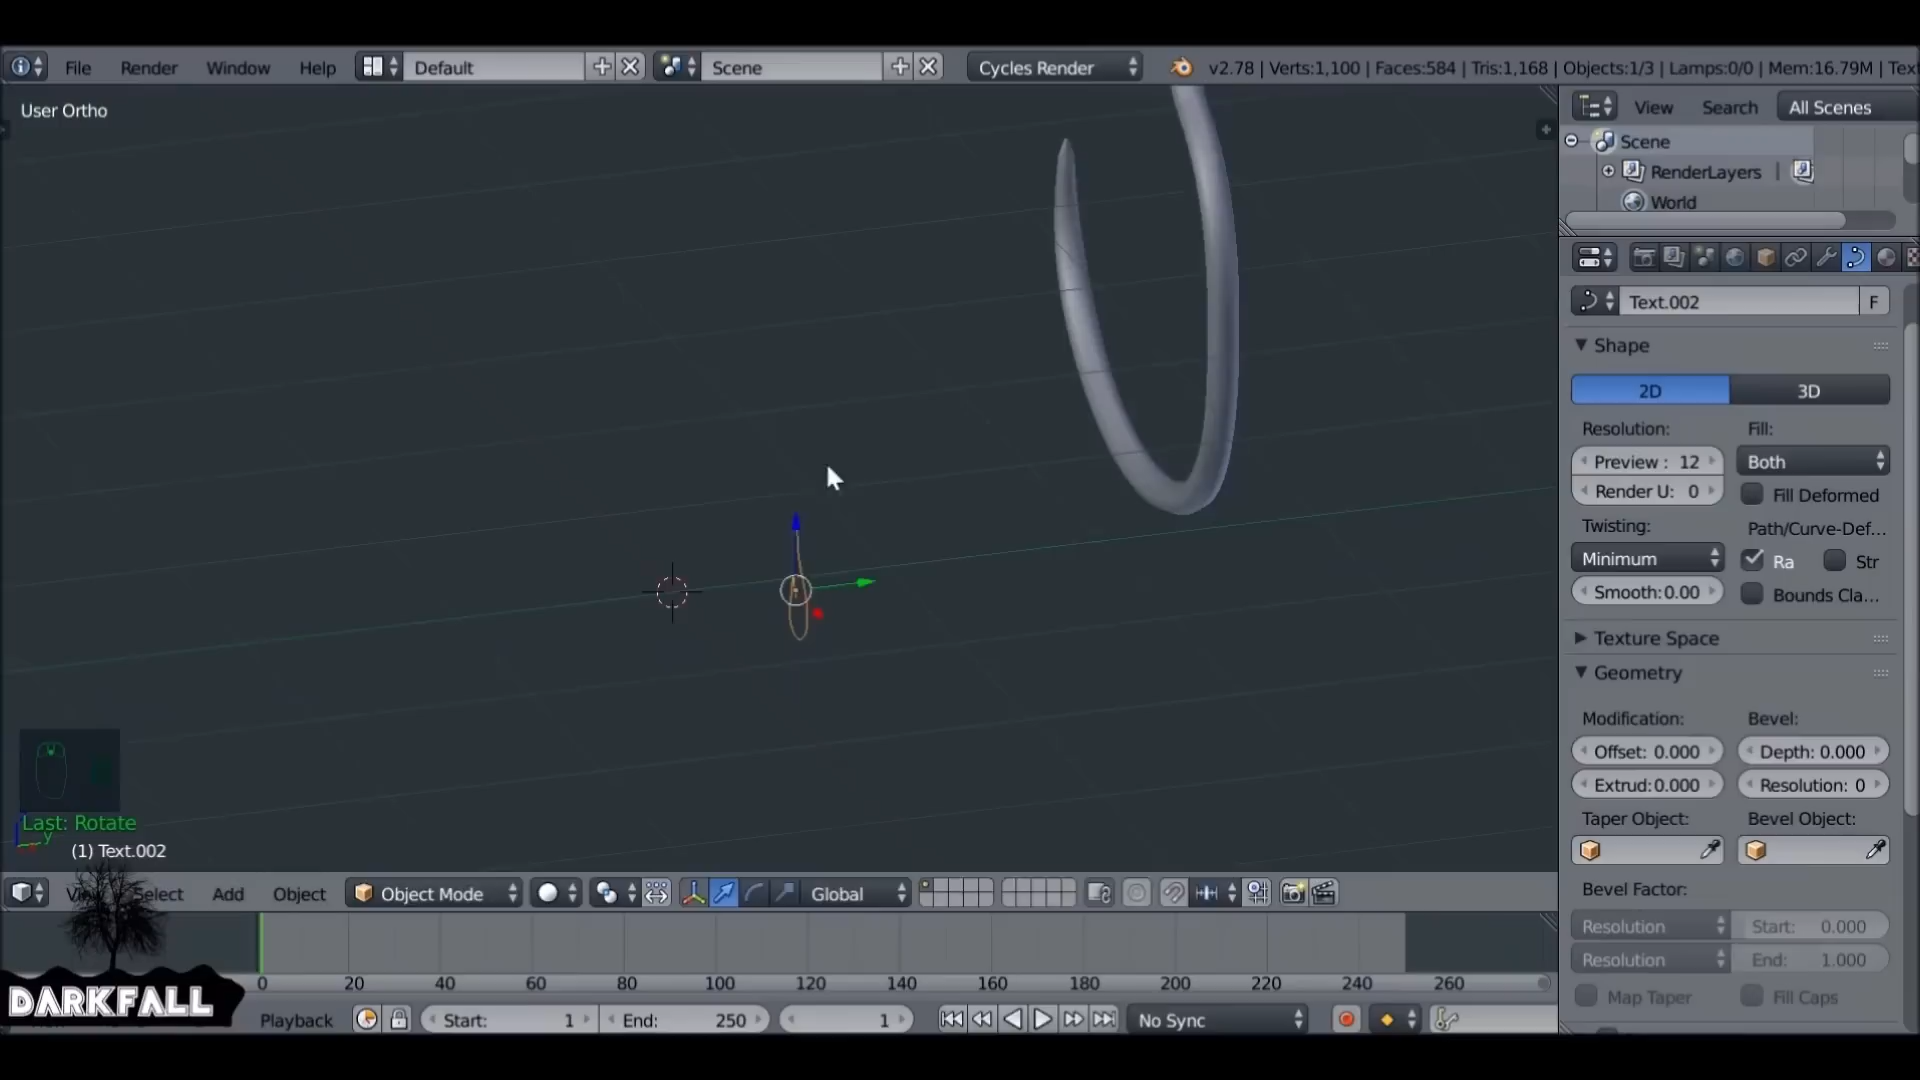 File Render Window Help Default Scene Cycles Render v2.78 | Verts:1,100 | Faces:584 | Tris:1,168 | Objects:1/3 | Lamps:0/0 | Mem:16.79M |
User Ortho
View Search All Scenes
Scene
RenderLayers
World
Text.002 F
Shape
2D 3D
Resolution: Fill:
Preview : 12 Both
Render U: 0 Fill Deformed
Twisting: Path/Curve-Def...
Minimum Ra Str
Smooth:0.00 Bounds Cla...
Texture Space
Geometry
Modification: Bevel:
Offset: 0.000 Depth: 0.000
Extrud:0.000 Resolution: 0
Taper Object: Bevel Object:
Bevel Factor:
Resolution Start: 0.000
Resolution End: 1.000
Map Taper Fill Caps
Last: Rotate
y
(1) Text.002
Select Add Object Object Mode Global
0 20 40 60 80 100 120 140 160 180 200 220 240 260
DARKFALL
Playback Start: 1 End: 250 1 No Sync